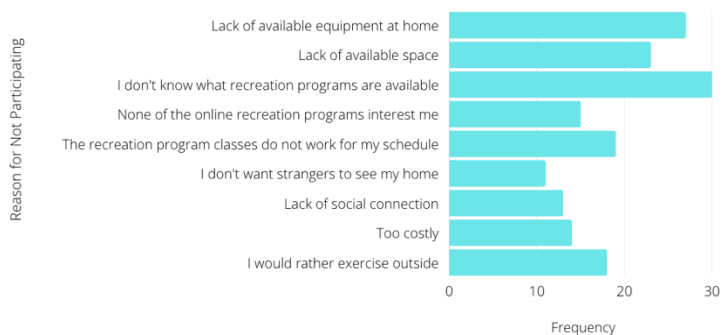 Reason for Not Participating
Lack of available equipment at home
Lack of available space
I don't know what recreation programs are available
None of the online recreation programs interest me
The recreation program classes do not work for my schedule
I don't want strangers to see my home
Lack of social connection
Too costly
I would rather exercise outside
0 10 20 30
Frequency